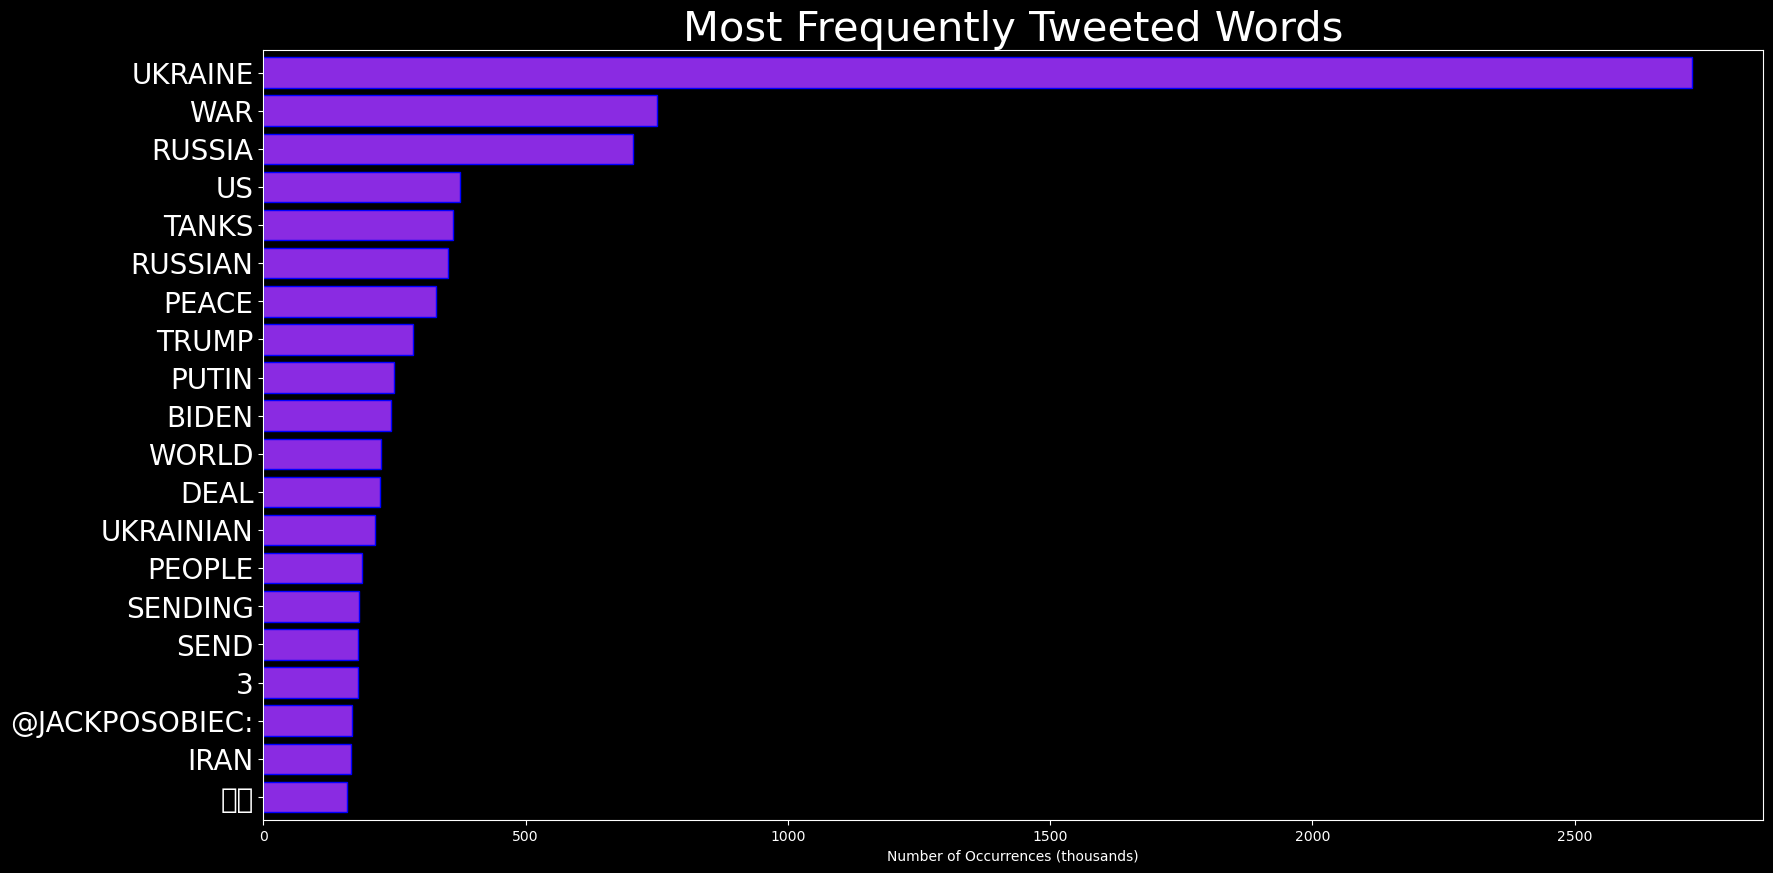 Most Frequently Tweeted Words
UKRAINE
WAR
RUSSIA
US
TANKS
RUSSIAN
PEACE
TRUMP
PUTIN
BIDEN
WORLD
DEAL
UKRAINIAN
PEOPLE
SENDING
SEND
3
@JACKPOSOBIEC:
IRAN
0 500 1000 1500 2000 2500
Number of Occurrences (thousands)